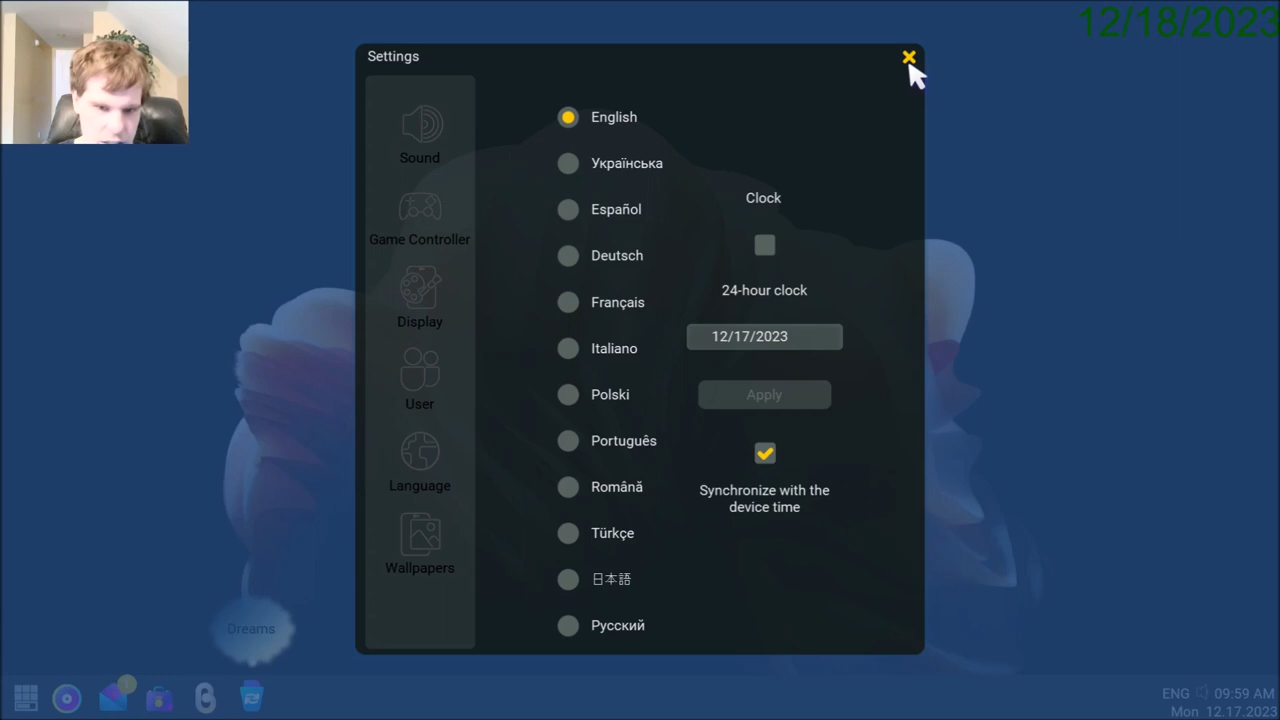 12/18/2023
Settings
Sound
Game Controller
Display
User
Language
Wallpapers
English
Українська
Español
Deutsch
Français
Italiano
Polski
Português
Română
Türkçe
日本語
Русский
Clock
24-hour clock
12/17/2023
Apply
Synchronize with the
device time
Dreams
1
ENG 09:59 AM
Mon 12.17.2023